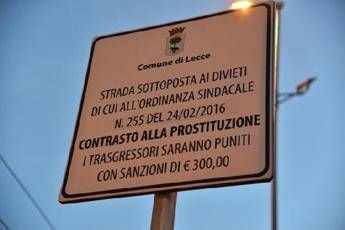 Comune di Lecce
STRADA SOTTOPOSTA AI DIVIETI
DI CUI ALL'ORDINANZA SINDACALE
N. 255 DEL 24/02/2016
CONTRASTO ALLA PROSTITUZIONE
I TRASGRESSORI SARANNO PUNITI
CON SANZIONI DI € 300,00